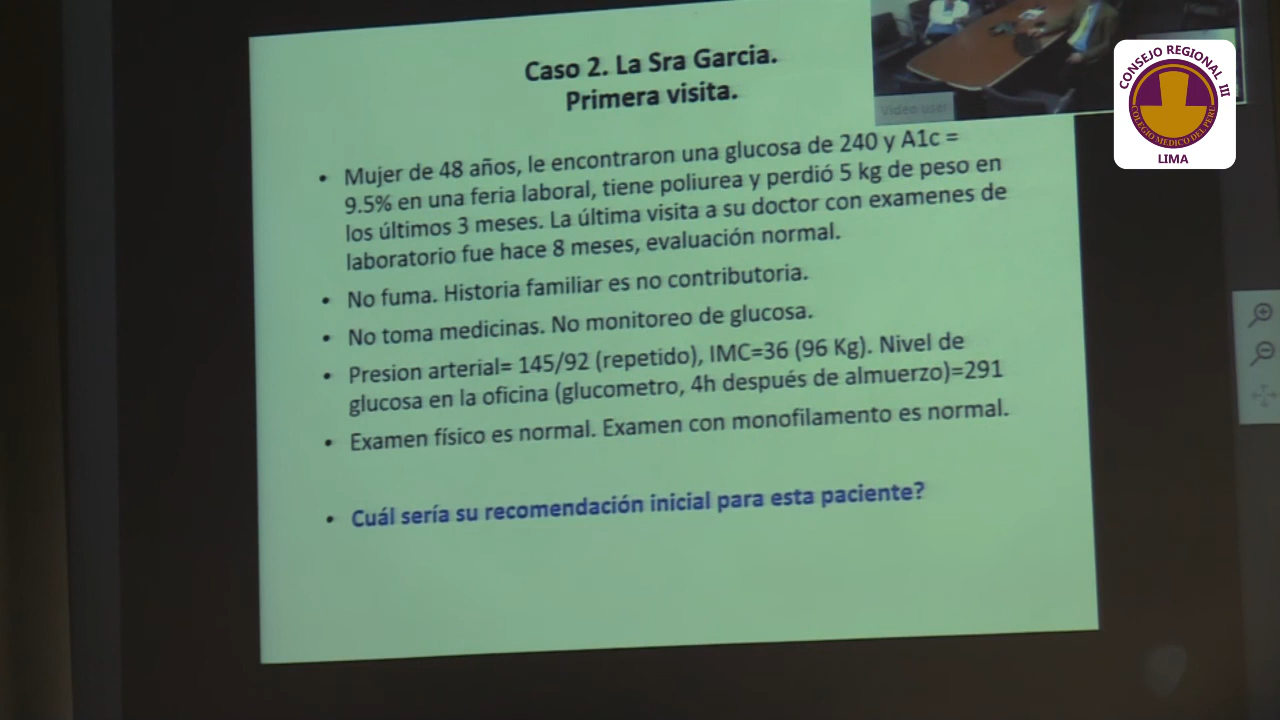 Caso 2. La Sra Garcia.
Primera visita.
• Mujer de 48 años, le encontraron una glucosa de 240 y A1c =
9.5% en una feria laboral, tiene poliurea y perdió 5 kg de peso en
los últimos 3 meses. La última visita a su doctor con examenes de
laboratorio fue hace 8 meses, evaluación normal.
• No fuma. Historia familiar es no contributoria.
• No toma medicinas. No monitoreo de glucosa.
• Presion arterial= 145/92 (repetido), IMC=36 (96 Kg). Nivel de
glucosa en la oficina (glucometro, 4h después de almuerzo)=291
• Examen físico es normal. Examen con monofilamento es normal.
• Cuál sería su recomendación inicial para esta paciente?
Video user
CONSEJO REGIONAL III
COLEGIO MEDICO DEL PERU
LIMA